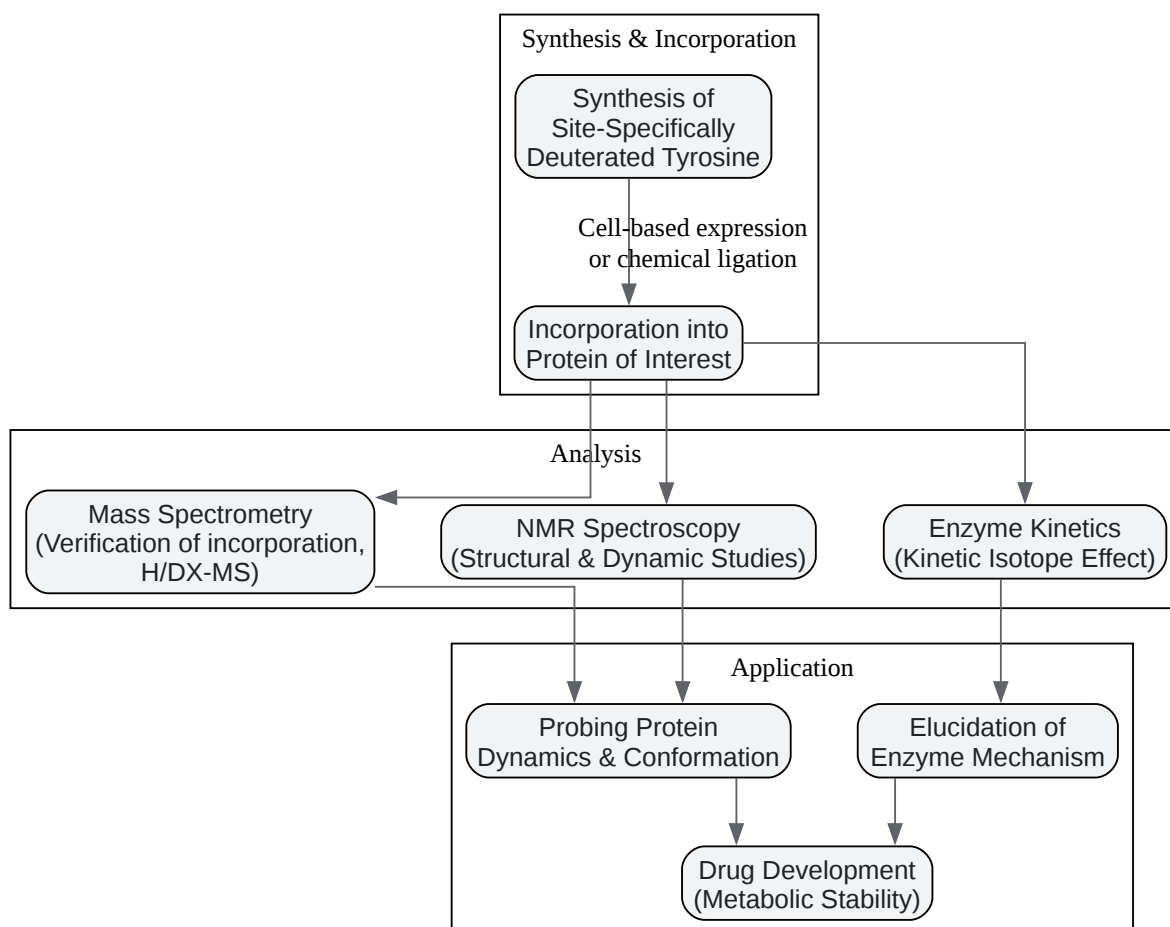 Synthesis & Incorporation
Synthesis of
Site-Specifically
Deuterated Tyrosine
Cell-based expression
or chemical ligation
Incorporation into
Protein of Interest
Analysis
Mass Spectrometry
(Verification of incorporation,
H/DX-MS)
NMR Spectroscopy
(Structural & Dynamic Studies)
Enzyme Kinetics
(Kinetic Isotope Effect)
Application
Probing Protein
Dynamics & Conformation
Elucidation of
Enzyme Mechanism
Drug Development
(Metabolic Stability)